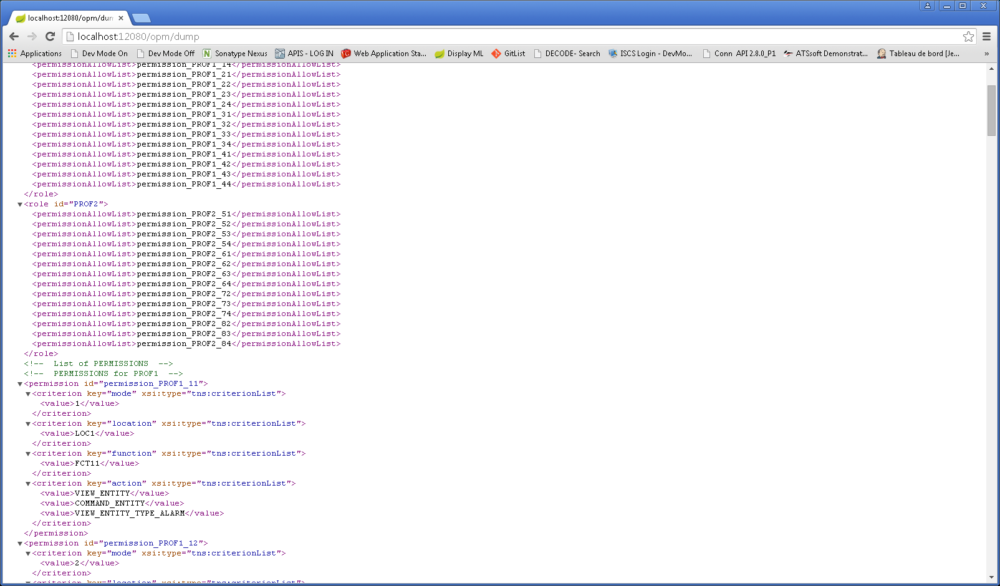 localhost:12080/opm/dum
localhost:12080/opm/dump
Applications Dev Mode On Dev Mode Off Sonatype Nexus APIS - LOG IN Web Application Sta... Display ML GitList DECODE- Search ISCS Login - DevMo... Conn API 2.8.0_P1 ATSsoft Demonstrat... Tableau de bord [Je... »
<permissionAllowList>permission_PROF1_14</permissionAllowList>
<permissionAllowList>permission_PROF1_21</permissionAllowList>
<permissionAllowList>permission_PROF1_22</permissionAllowList>
<permissionAllowList>permission_PROF1_23</permissionAllowList>
<permissionAllowList>permission_PROF1_24</permissionAllowList>
<permissionAllowList>permission_PROF1_31</permissionAllowList>
<permissionAllowList>permission_PROF1_32</permissionAllowList>
<permissionAllowList>permission_PROF1_33</permissionAllowList>
<permissionAllowList>permission_PROF1_34</permissionAllowList>
<permissionAllowList>permission_PROF1_41</permissionAllowList>
<permissionAllowList>permission_PROF1_42</permissionAllowList>
<permissionAllowList>permission_PROF1_43</permissionAllowList>
<permissionAllowList>permission_PROF1_44</permissionAllowList>
</role>
▼<role id="PROF2">
<permissionAllowList>permission_PROF2_51</permissionAllowList>
<permissionAllowList>permission_PROF2_52</permissionAllowList>
<permissionAllowList>permission_PROF2_53</permissionAllowList>
<permissionAllowList>permission_PROF2_54</permissionAllowList>
<permissionAllowList>permission_PROF2_61</permissionAllowList>
<permissionAllowList>permission_PROF2_62</permissionAllowList>
<permissionAllowList>permission_PROF2_63</permissionAllowList>
<permissionAllowList>permission_PROF2_64</permissionAllowList>
<permissionAllowList>permission_PROF2_72</permissionAllowList>
<permissionAllowList>permission_PROF2_73</permissionAllowList>
<permissionAllowList>permission_PROF2_74</permissionAllowList>
<permissionAllowList>permission_PROF2_82</permissionAllowList>
<permissionAllowList>permission_PROF2_83</permissionAllowList>
<permissionAllowList>permission_PROF2_84</permissionAllowList>
</role>
<!-- List of PERMISSIONS -->
<!-- PERMISSIONS for PROF1 -->
▼<permission id="permission_PROF1_11">
▼<criterion key="mode" xsi:type="tns:criterionList">
<value>1</value>
</criterion>
▼<criterion key="location" xsi:type="tns:criterionList">
<value>LOC1</value>
</criterion>
▼<criterion key="function" xsi:type="tns:criterionList">
<value>FCT11</value>
</criterion>
▼<criterion key="action" xsi:type="tns:criterionList">
<value>VIEW_ENTITY</value>
<value>COMMAND_ENTITY</value>
<value>VIEW_ENTITY_TYPE_ALARM</value>
</criterion>
</permission>
▼<permission id="permission_PROF1_12">
▼<criterion key="mode" xsi:type="tns:criterionList">
<value>2</value>
</criterion>
▼<criterion key="location" xsi:type="tns:criterionList">